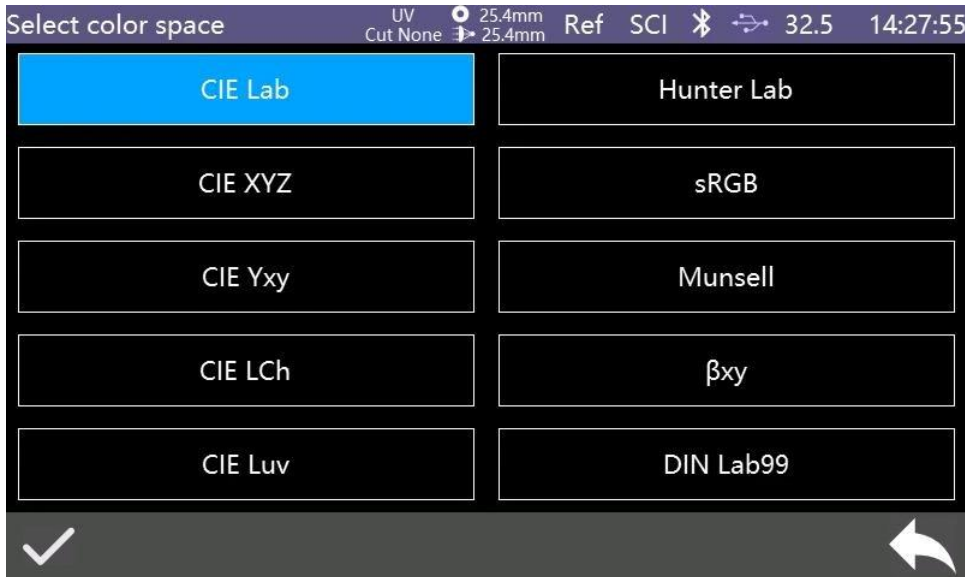 Select color space
UV
Cut None
25.4mm
25.4mm
Ref
SCI
32.5
14:27:55
CIE Lab
Hunter Lab
CIE XYZ
sRGB
CIE Yxy
Munsell
CIE LCh
βxy
CIE Luv
DIN Lab99